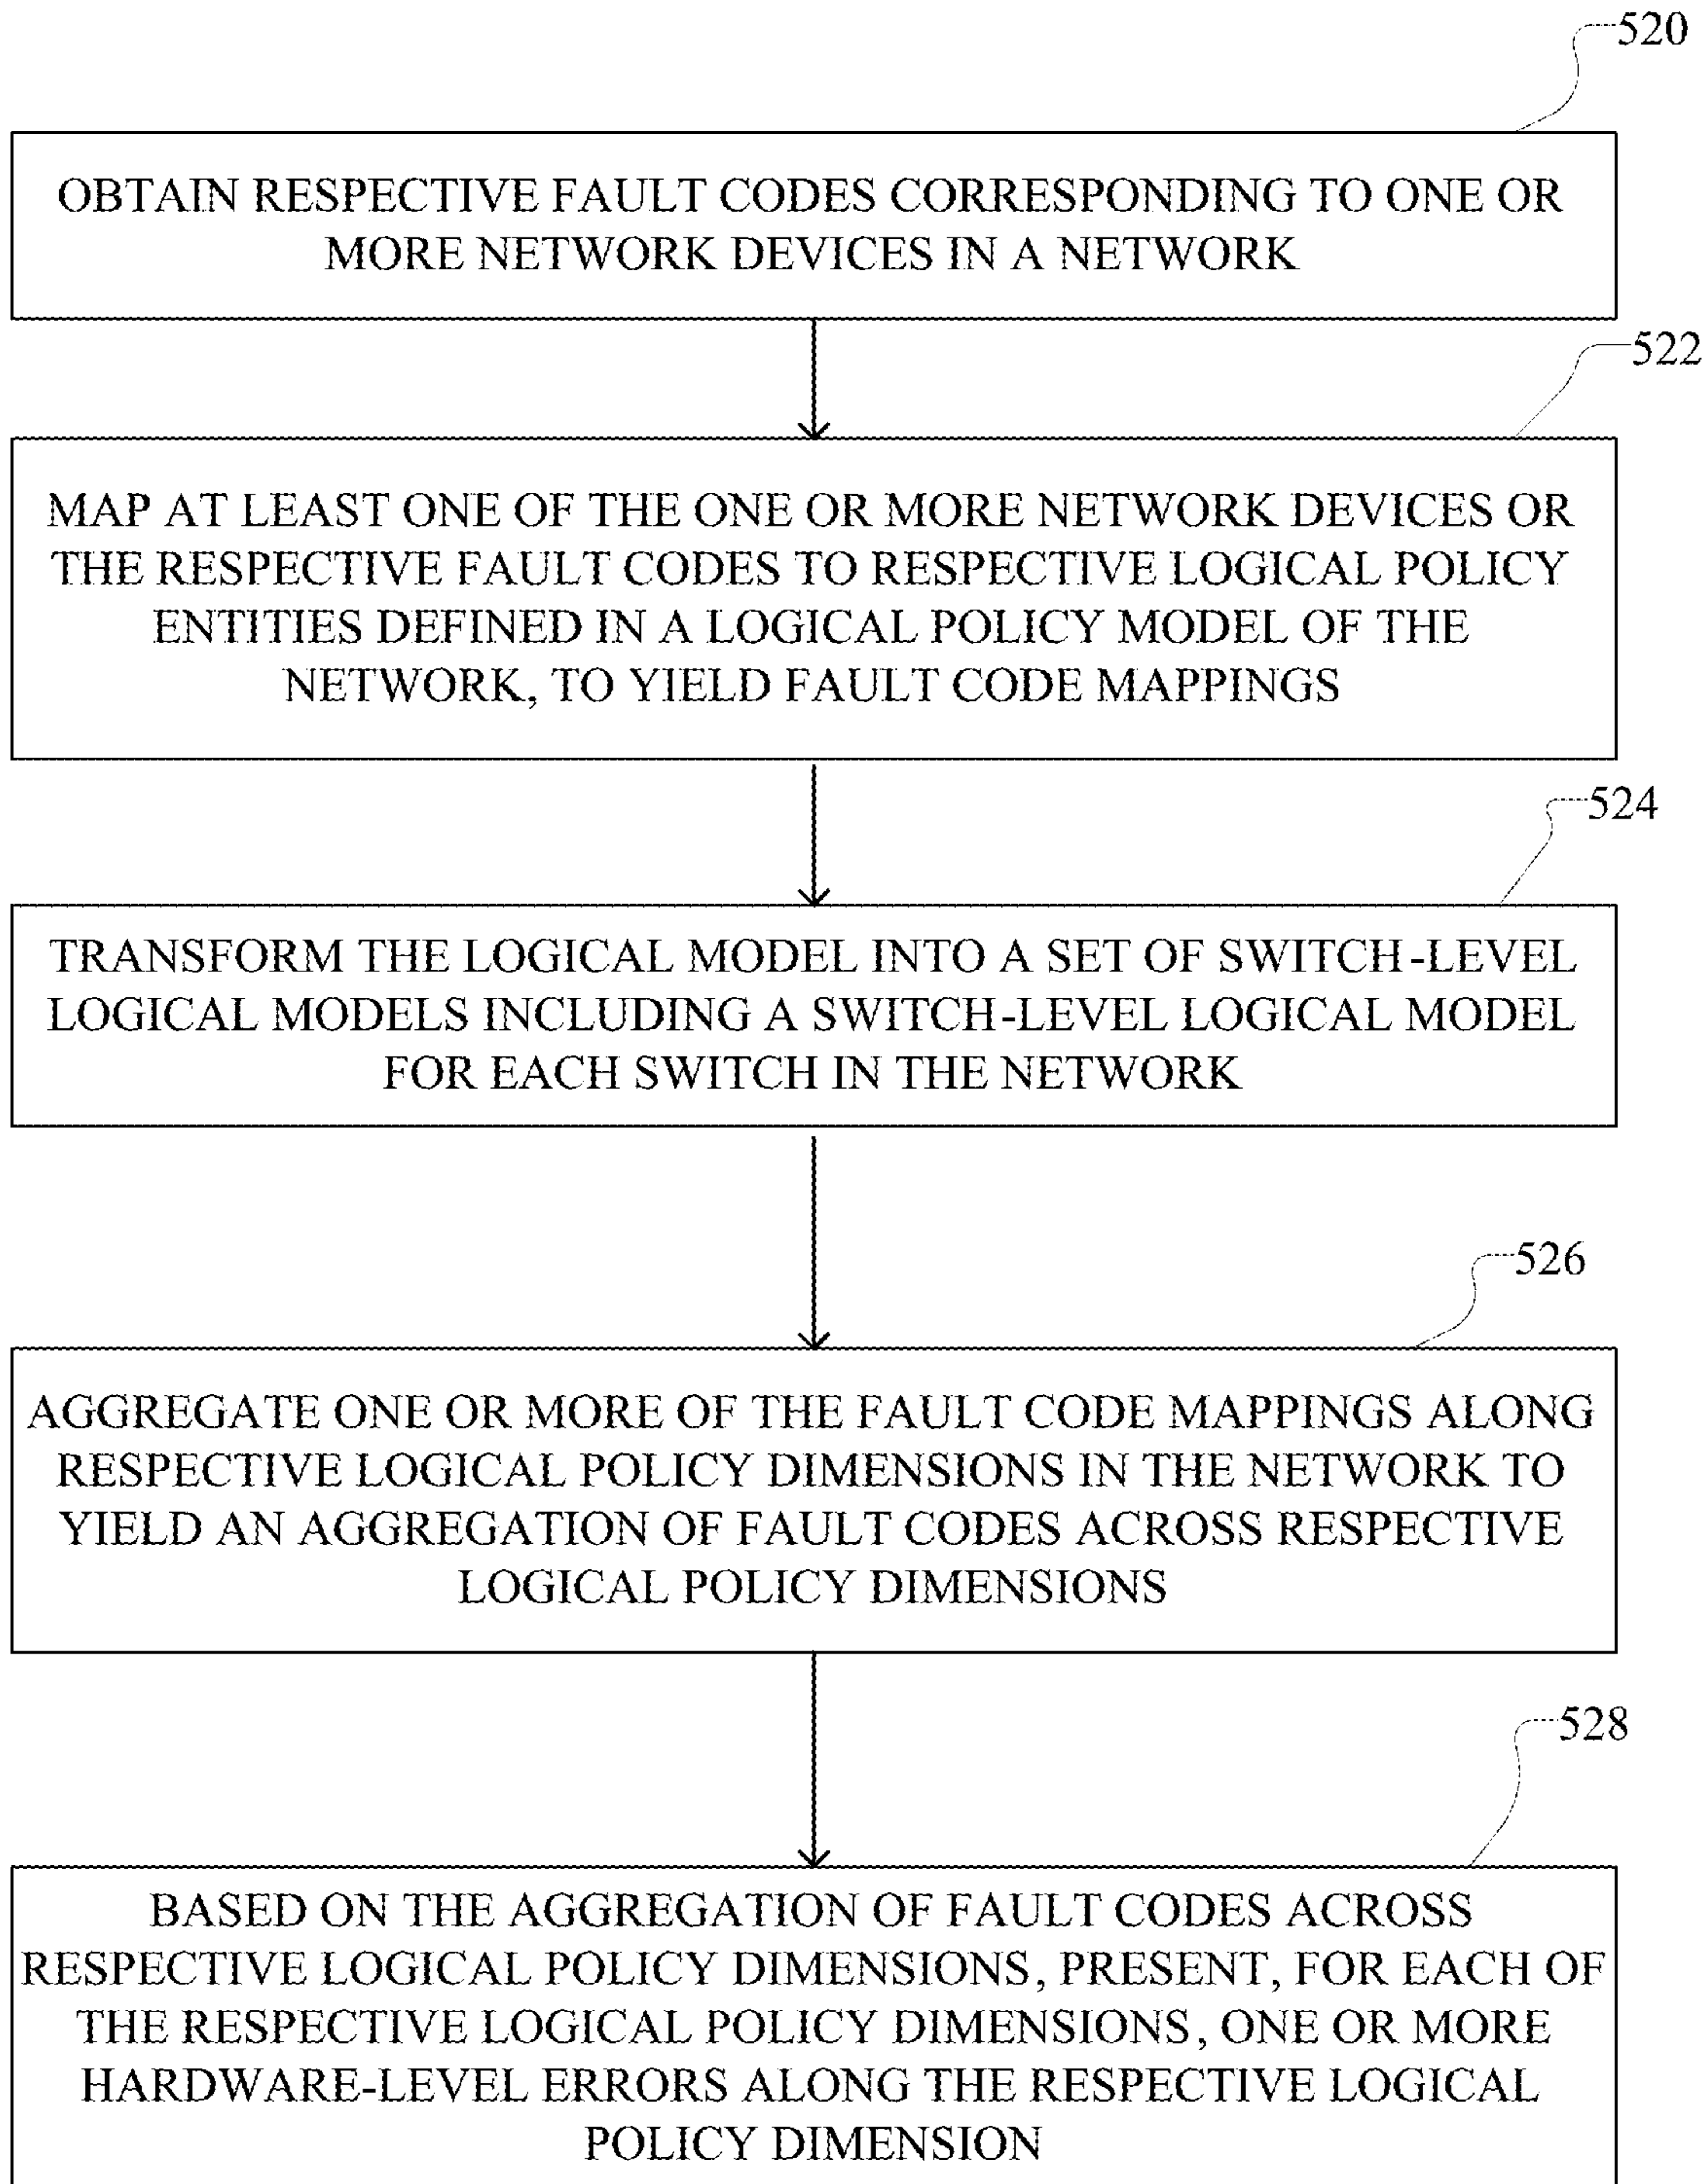 520
OBTAIN RESPECTIVE FAULT CODES CORRESPONDING TO ONE OR
MORE NETWORK DEVICES IN A NETWORK
522
MAP AT LEAST ONE OF THE ONE OR MORE NETWORK DEVICES OR
THE RESPECTIVE FAULT CODES TO RESPECTIVE LOGICAL POLICY
ENTITIES DEFINED IN A LOGICAL POLICY MODEL OF THE
NETWORK, TO YIELD FAULT CODE MAPPINGS
524
TRANSFORM THE LOGICAL MODEL INTO A SET OF SWITCH-LEVEL
LOGICAL MODELS INCLUDING A SWITCH-LEVEL LOGICAL MODEL
FOR EACH SWITCH IN THE NETWORK
526
AGGREGATE ONE OR MORE OF THE FAULT CODE MAPPINGS ALONG
RESPECTIVE LOGICAL POLICY DIMENSIONS IN THE NETWORK TO
YIELD AN AGGREGATION OF FAULT CODES ACROSS RESPECTIVE
LOGICAL POLICY DIMENSIONS
528
BASED ON THE AGGREGATION OF FAULT CODES ACROSS
RESPECTIVE LOGICAL POLICY DIMENSIONS, PRESENT, FOR EACH OF
THE RESPECTIVE LOGICAL POLICY DIMENSIONS, ONE OR MORE
HARDWARE-LEVEL ERRORS ALONG THE RESPECTIVE LOGICAL
POLICY DIMENSION